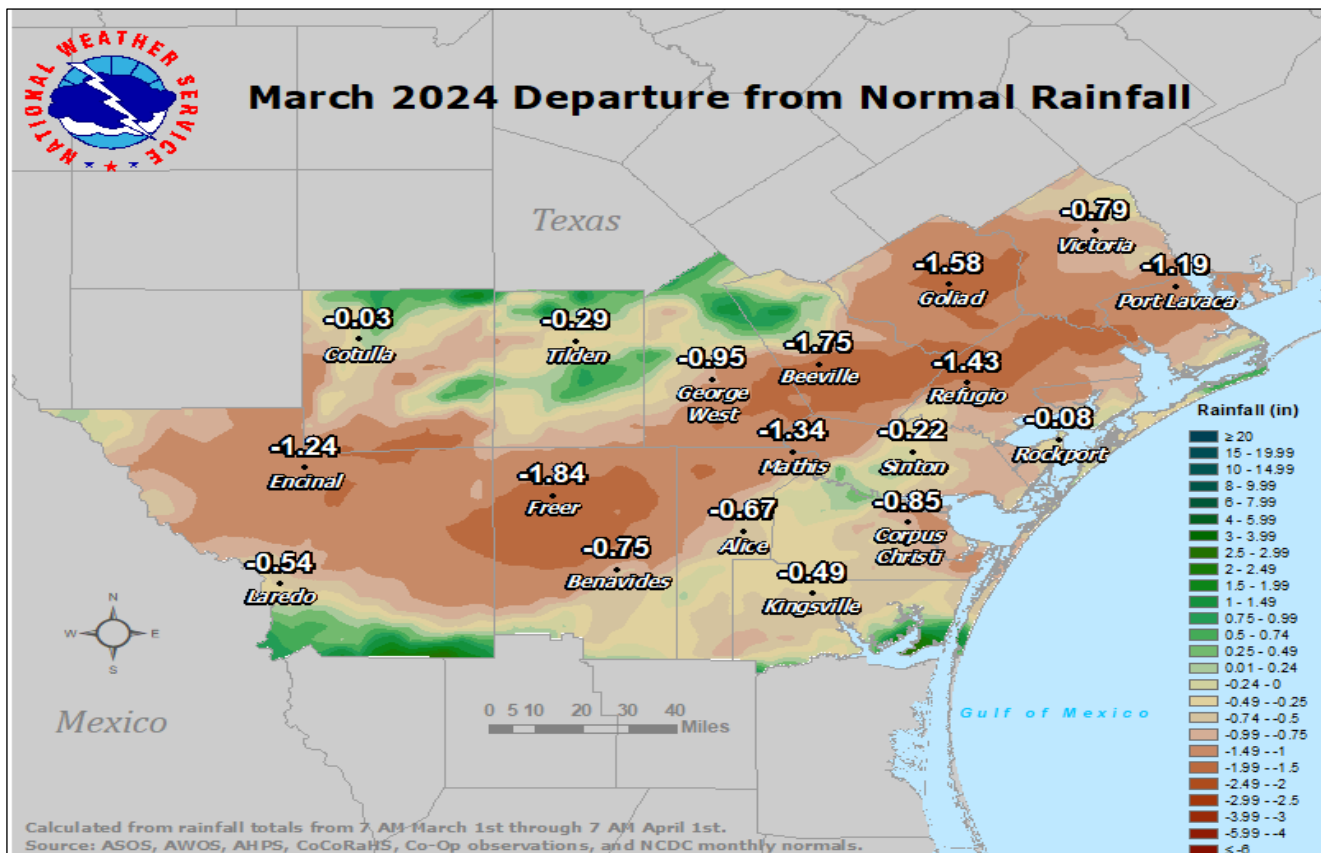 NATIONAL WEATHER SERVICE
March 2024 Departure from Normal Rainfall
Texas
-0.79
Victoria
-1.58
Goliad
-1.19
Port Lavaca
-0.03
Cotulla
-0.29
Tilden
-0.95
George
West
-1.75
Beeville
-1.43
Refugio
-0.08
Rockport
-1.24
Encinal
-1.84
Freer
-1.34
Mathis
-0.22
Sinton
-0.67
Alice
-0.85
Corpus
Christi
-0.54
Laredo
-0.75
Benavides
-0.49
Kingsville
N
W E
S
Mexico
0 5 10 20 30 40
Miles
Gulf of Mexico
Rainfall (in)
≥ 20
15 - 19.99
10 - 14.99
8 - 9.99
6 - 7.99
4 - 5.99
3 - 3.99
2.5 - 2.99
2 - 2.49
1.5 - 1.99
1 - 1.49
0.75 - 0.99
0.5 - 0.74
0.25 - 0.49
0.01 - 0.24
-0.24 - 0
-0.49 - -0.25
-0.74 - -0.5
-0.99 - -0.75
-1.49 - -1
-1.99 - -1.5
-2.49 - -2
-2.99 - -2.5
-3.99 - -3
-5.99 - -4
≤ -6
Calculated from rainfall totals from 7 AM March 1st through 7 AM April 1st.
Source: ASOS, AWOS, AHPS, CoCoRaHS, Co-Op observations, and NCDC monthly normals.